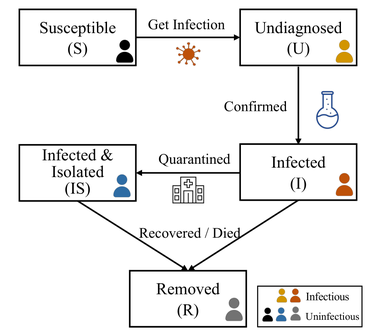 Susceptible
(S)
Get Infection
Undiagnosed
(U)
Confirmed
Infected &
Isolated
(IS)
Quarantined
Infected
(I)
Recovered / Died
Removed
(R)
Infectious
Uninfectious